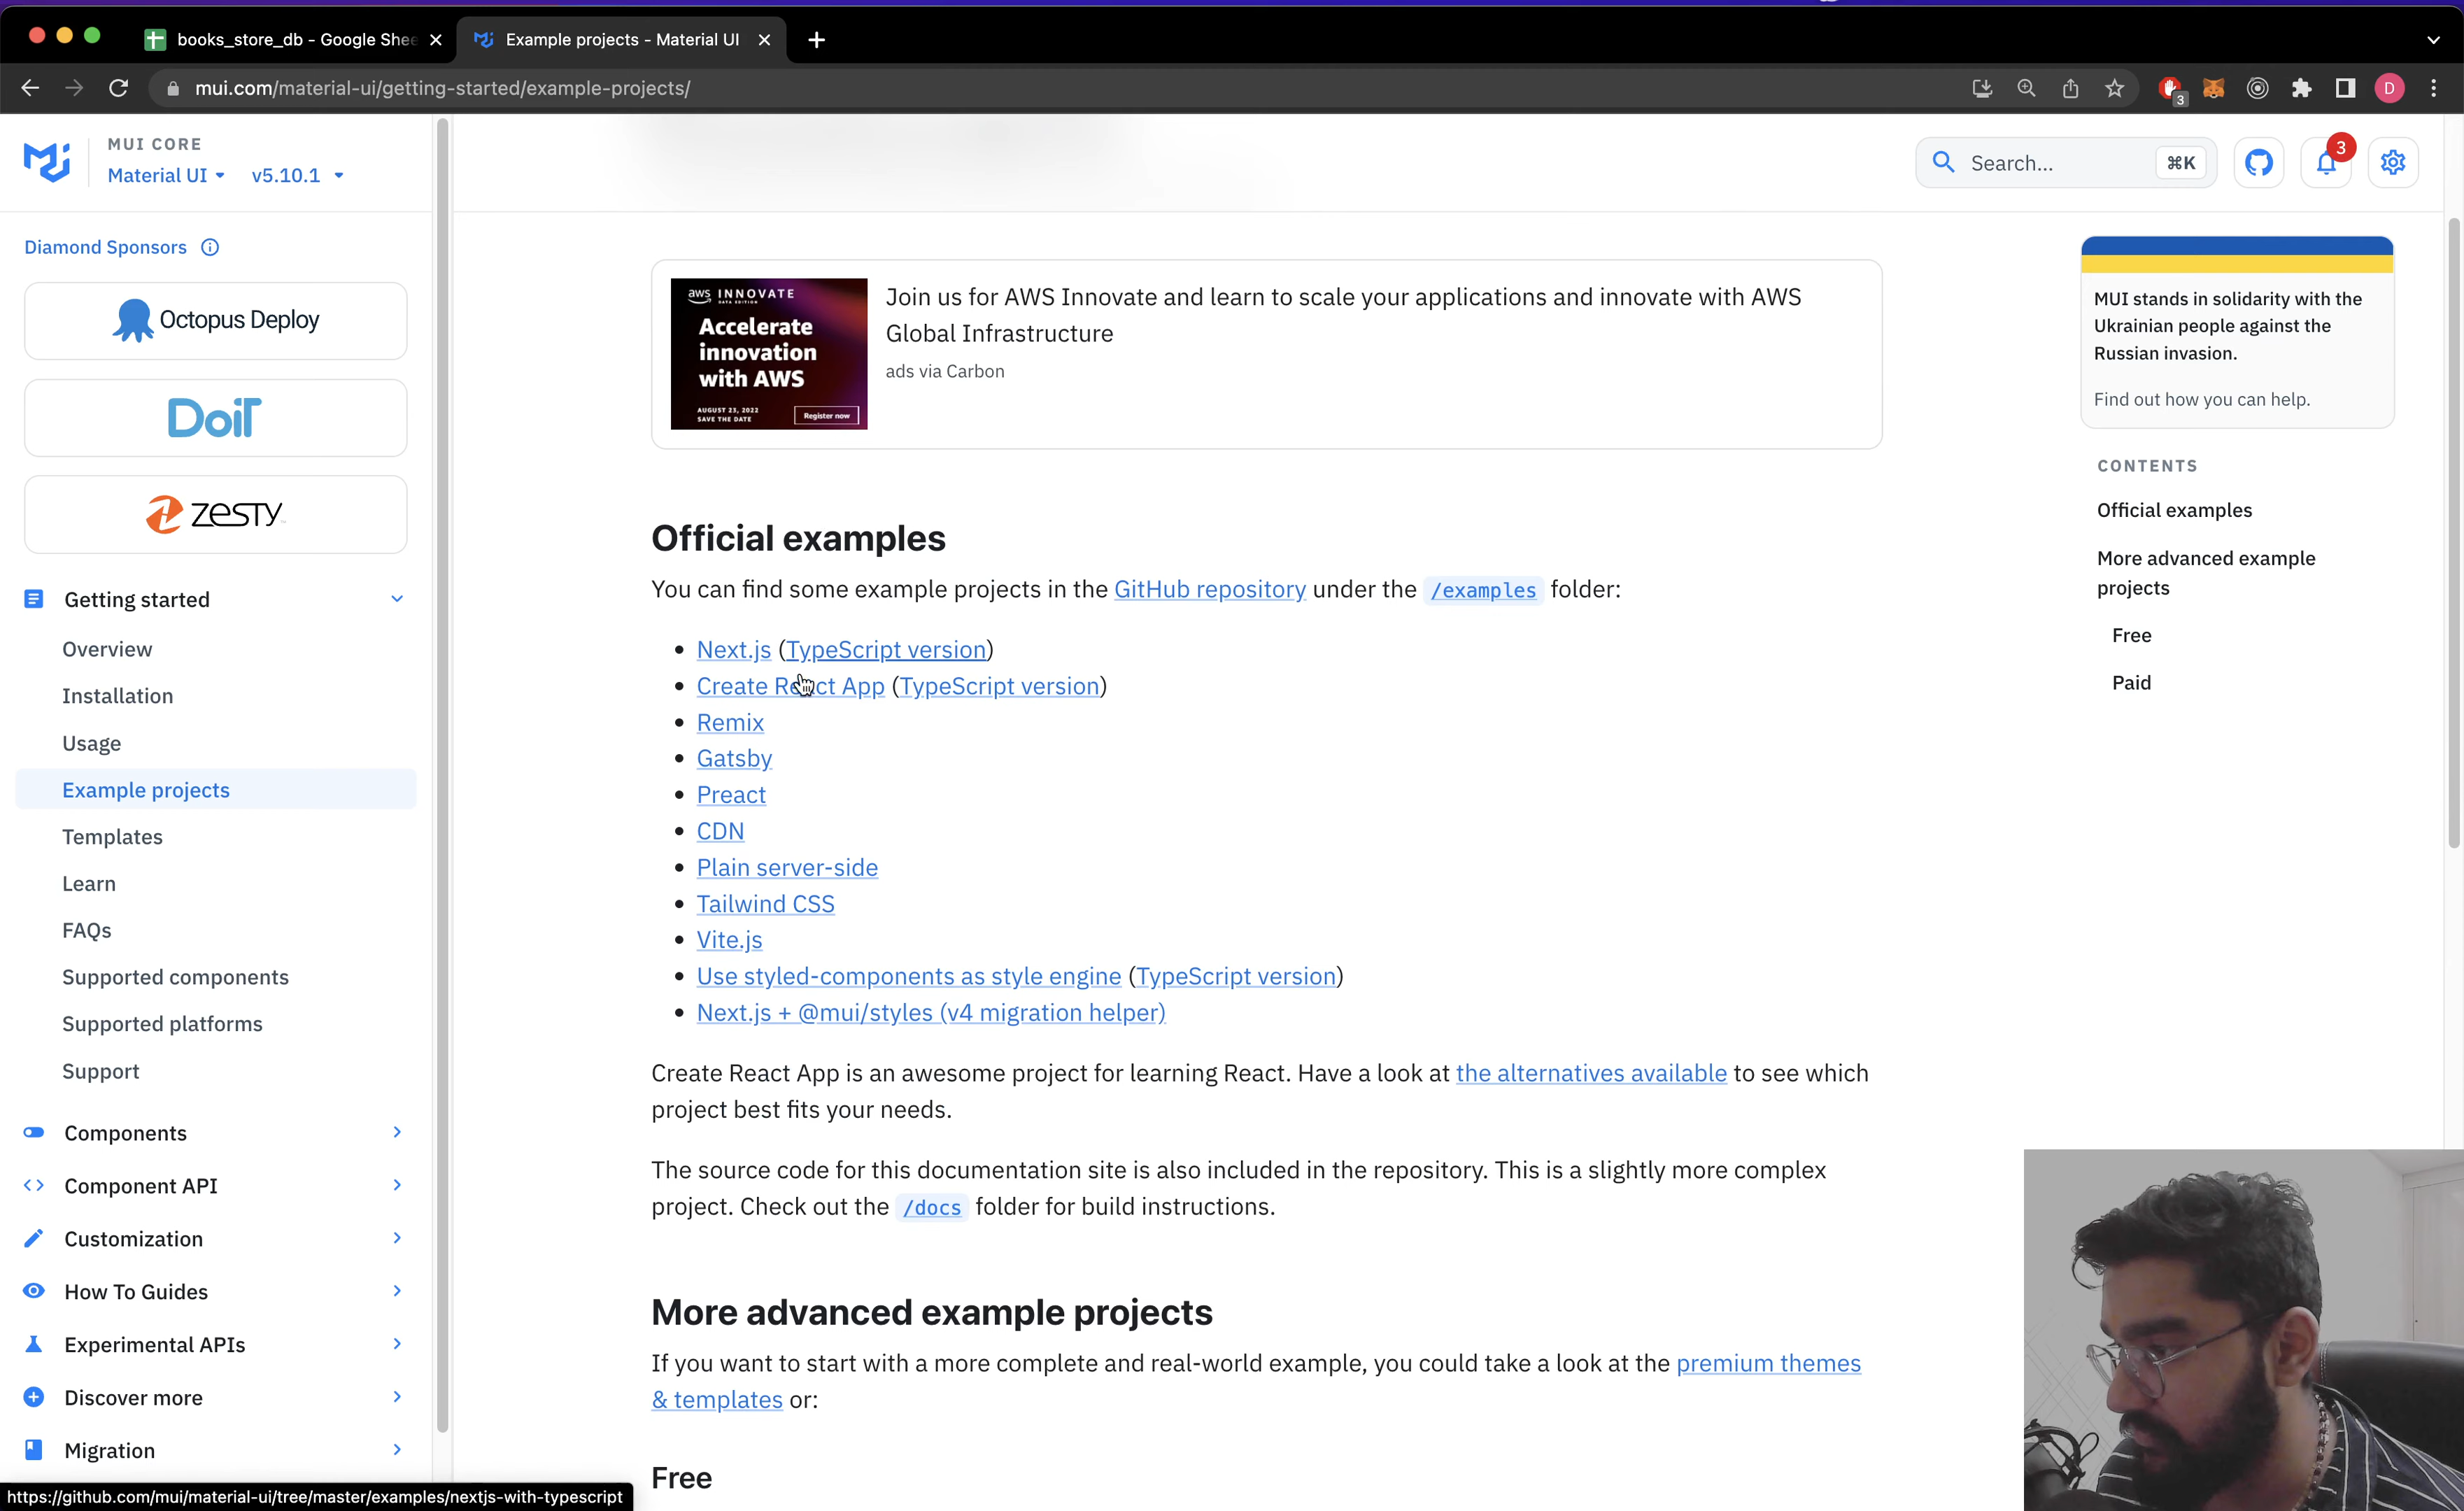 books_store_db - Google Shee
Example projects - Material UI
mui.com/material-ui/getting-started/example-projects/
3
D
MUI CORE
Material UI
v5.10.1
Search...
⌘K
3
Diamond Sponsors
Octopus Deploy
DoiT
ZESTY
Getting started
Overview
Installation
Usage
Example projects
Templates
Learn
FAQs
Supported components
Supported platforms
Support
Components
Component API
Customization
How To Guides
Experimental APIs
Discover more
Migration
aws INNOVATE
DATA EDITION
Accelerate
innovation
with AWS
AUGUST 23, 2022
SAVE THE DATE
Register now
Join us for AWS Innovate and learn to scale your applications and innovate with AWS
Global Infrastructure
ads via Carbon
Official examples
You can find some example projects in the GitHub repository under the /examples folder:
• Next.js (TypeScript version)
• Create React App (TypeScript version)
• Remix
• Gatsby
• Preact
• CDN
• Plain server-side
• Tailwind CSS
• Vite.js
• Use styled-components as style engine (TypeScript version)
• Next.js + @mui/styles (v4 migration helper)
Create React App is an awesome project for learning React. Have a look at the alternatives available to see which
project best fits your needs.
The source code for this documentation site is also included in the repository. This is a slightly more complex
project. Check out the /docs folder for build instructions.
More advanced example projects
If you want to start with a more complete and real-world example, you could take a look at the premium themes
& templates or:
Free
MUI stands in solidarity with the
Ukrainian people against the
Russian invasion.
Find out how you can help.
CONTENTS
Official examples
More advanced example
projects
Free
Paid
https://github.com/mui/material-ui/tree/master/examples/nextjs-with-typescript